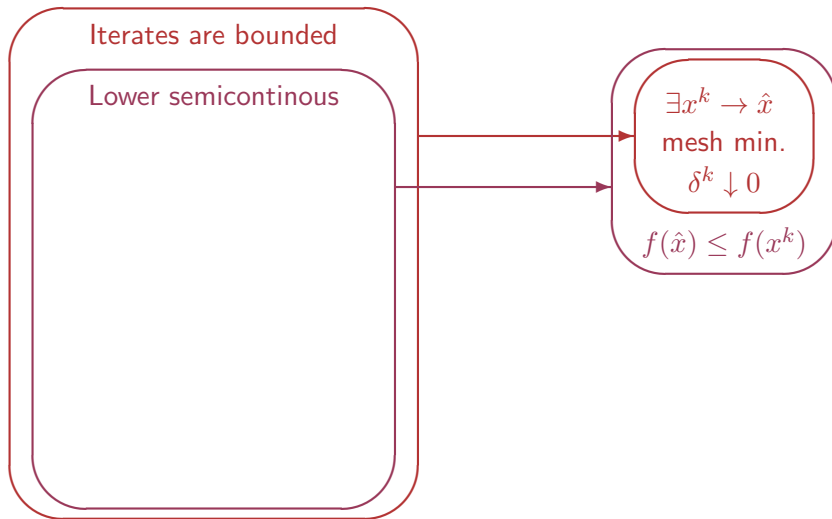 Iterates are bounded
Lower semicontinous
∃x^k → x̂
mesh min.
δ^k ↓ 0
f(x̂) ≤ f(x^k)